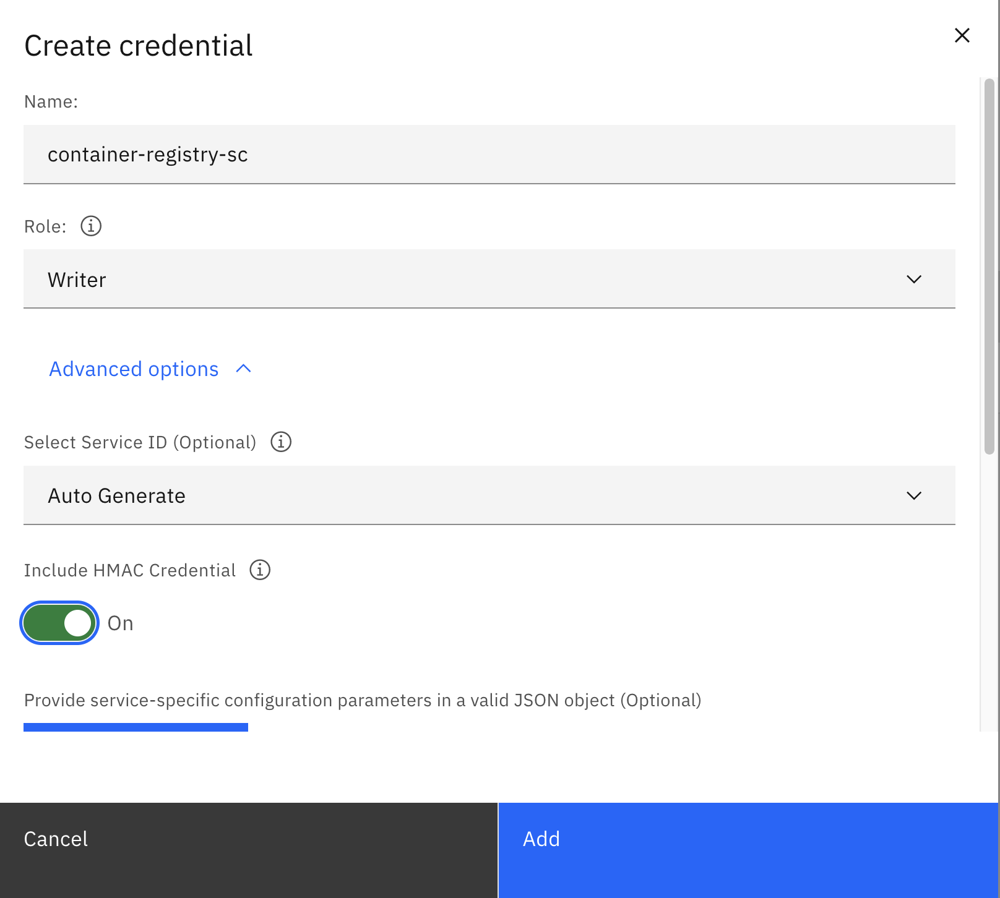 Create credential
Name:
container-registry-sc
Role:
Writer
Advanced options
Select Service ID (Optional)
Auto Generate
Include HMAC Credential
On
Provide service-specific configuration parameters in a valid JSON object (Optional)
Cancel
Add